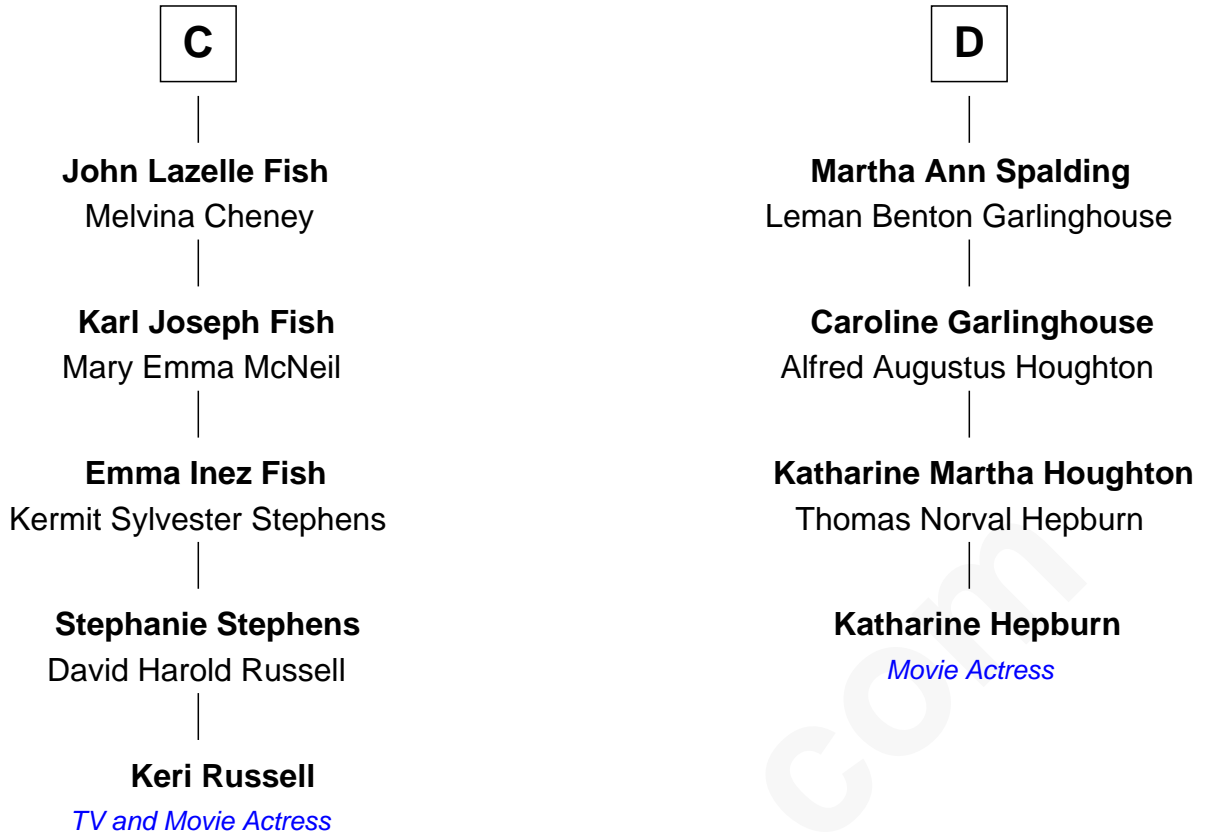 C
John Lazelle Fish
Melvina Cheney
Karl Joseph Fish
Mary Emma McNeil
Emma Inez Fish
Kermit Sylvester Stephens
Stephanie Stephens
David Harold Russell
Keri Russell
TV and Movie Actress
D
Martha Ann Spalding
Leman Benton Garlinghouse
Caroline Garlinghouse
Alfred Augustus Houghton
Katharine Martha Houghton
Thomas Norval Hepburn
Katharine Hepburn
Movie Actress
com